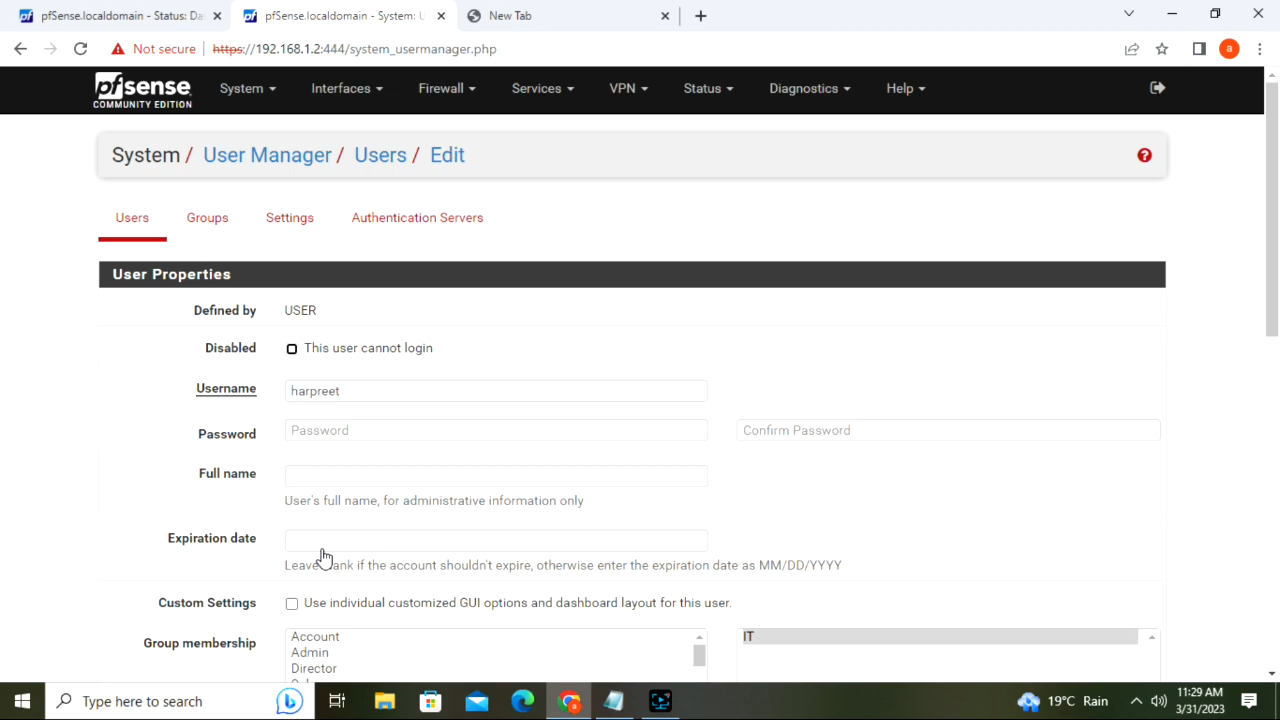 pfSense.localdomain - Status: Da
pfSense.localdomain - System: U
New Tab
Not secure
https://192.168.1.2:444/system_usermanager.php
a
pfsense
COMMUNITY EDITION
System
Interfaces
Firewall
Services
VPN
Status
Diagnostics
Help
System / User Manager / Users / Edit
Users
Groups
Settings
Authentication Servers
User Properties
Defined by
USER
Disabled
This user cannot login
Username
harpreet
Password
Password
Confirm Password
Full name
User's full name, for administrative information only
Expiration date
Leave blank if the account shouldn't expire, otherwise enter the expiration date as MM/DD/YYYY
Custom Settings
Use individual customized GUI options and dashboard layout for this user.
Group membership
Account
Admin
Director
IT
Type here to search
19°C Rain
11:29 AM
3/31/2023